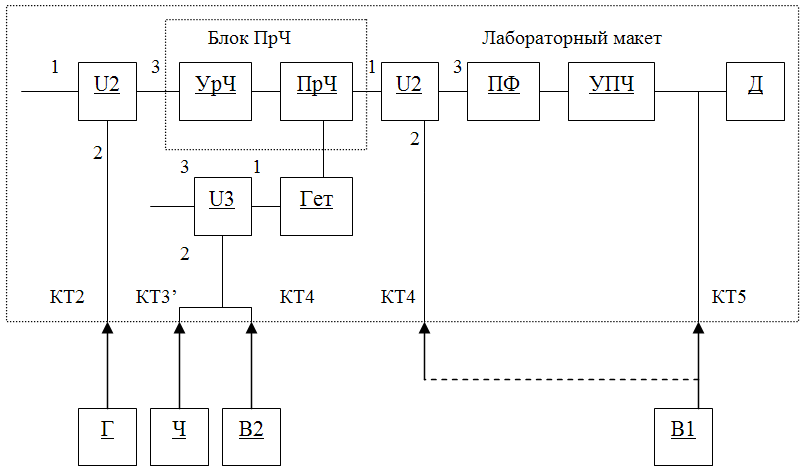 Блок ПрЧ Лабораторный макет
1 U2 3 УрЧ ПрЧ 1 U2 3 ПФ УПЧ Д
2 2
3 U3 1 Гет
2
КТ2 КТ3’ КТ4 КТ4 КТ5
Г Ч В2 В1